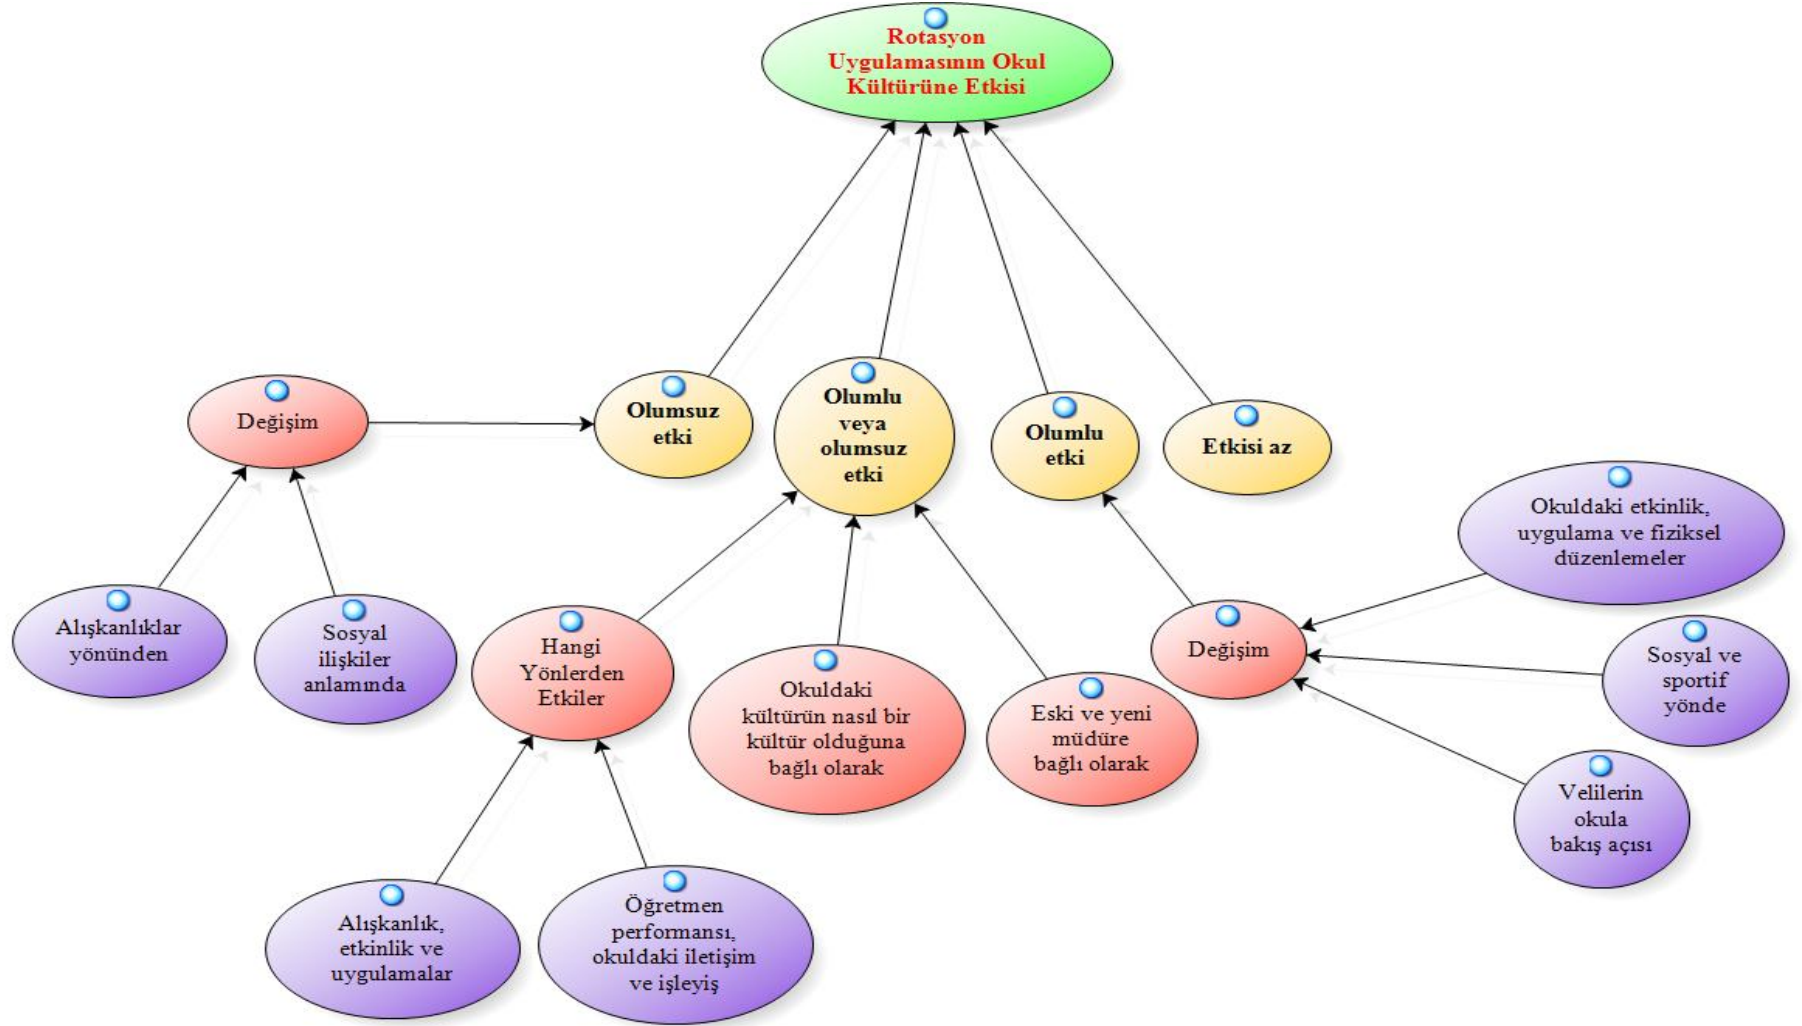 Rotasyon
Uygulamasının Okul
Kültürüne Etkisi
Değişim
Olumsuz
etki
Olumlu
veya
olumsuz
etki
Olumlu
etki
Etkisi az
Okuldaki etkinlik,
uygulama ve fiziksel
düzenlemeler
Alışkanlıklar
yönünden
Sosyal
ilişkiler
anlamında
Hangi
Yönlerden
Etkiler
Okuldaki
kültürün nasıl bir
kültür olduğuna
bağlı olarak
Eski ve yeni
müdüre
bağlı olarak
Değişim
Sosyal ve
sportif
yönde
Velilerin
okula
bakış açısı
Alışkanlık,
etkinlik ve
uygulamalar
Öğretmen
performansı,
okuldaki iletişim
ve işleyiş